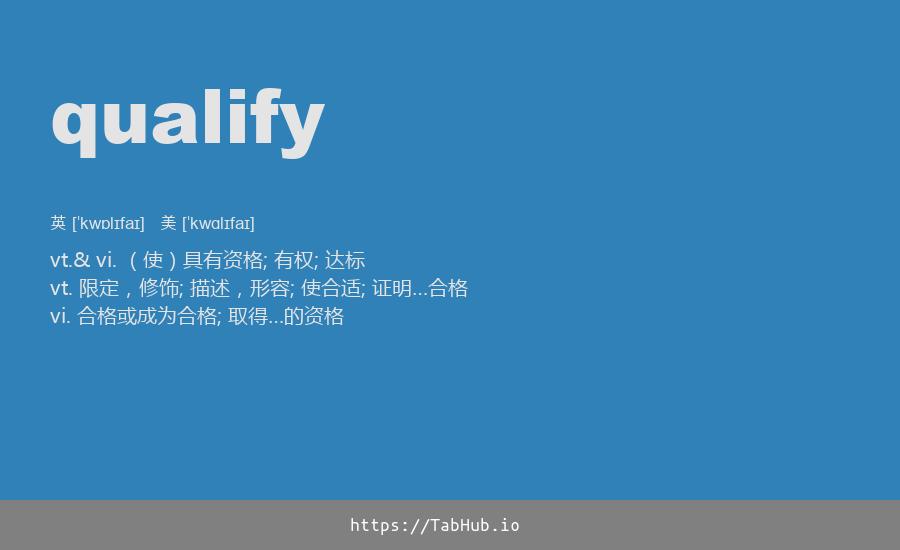 qualify
英 [ˈkwɒlɪfaɪ] 美 [ˈkwɑlɪfaɪ]
vt.& vi. （使）具有资格; 有权; 达标
vt. 限定，修饰; 描述，形容; 使合适; 证明…合格
vi. 合格或成为合格; 取得…的资格
https://TabHub.io